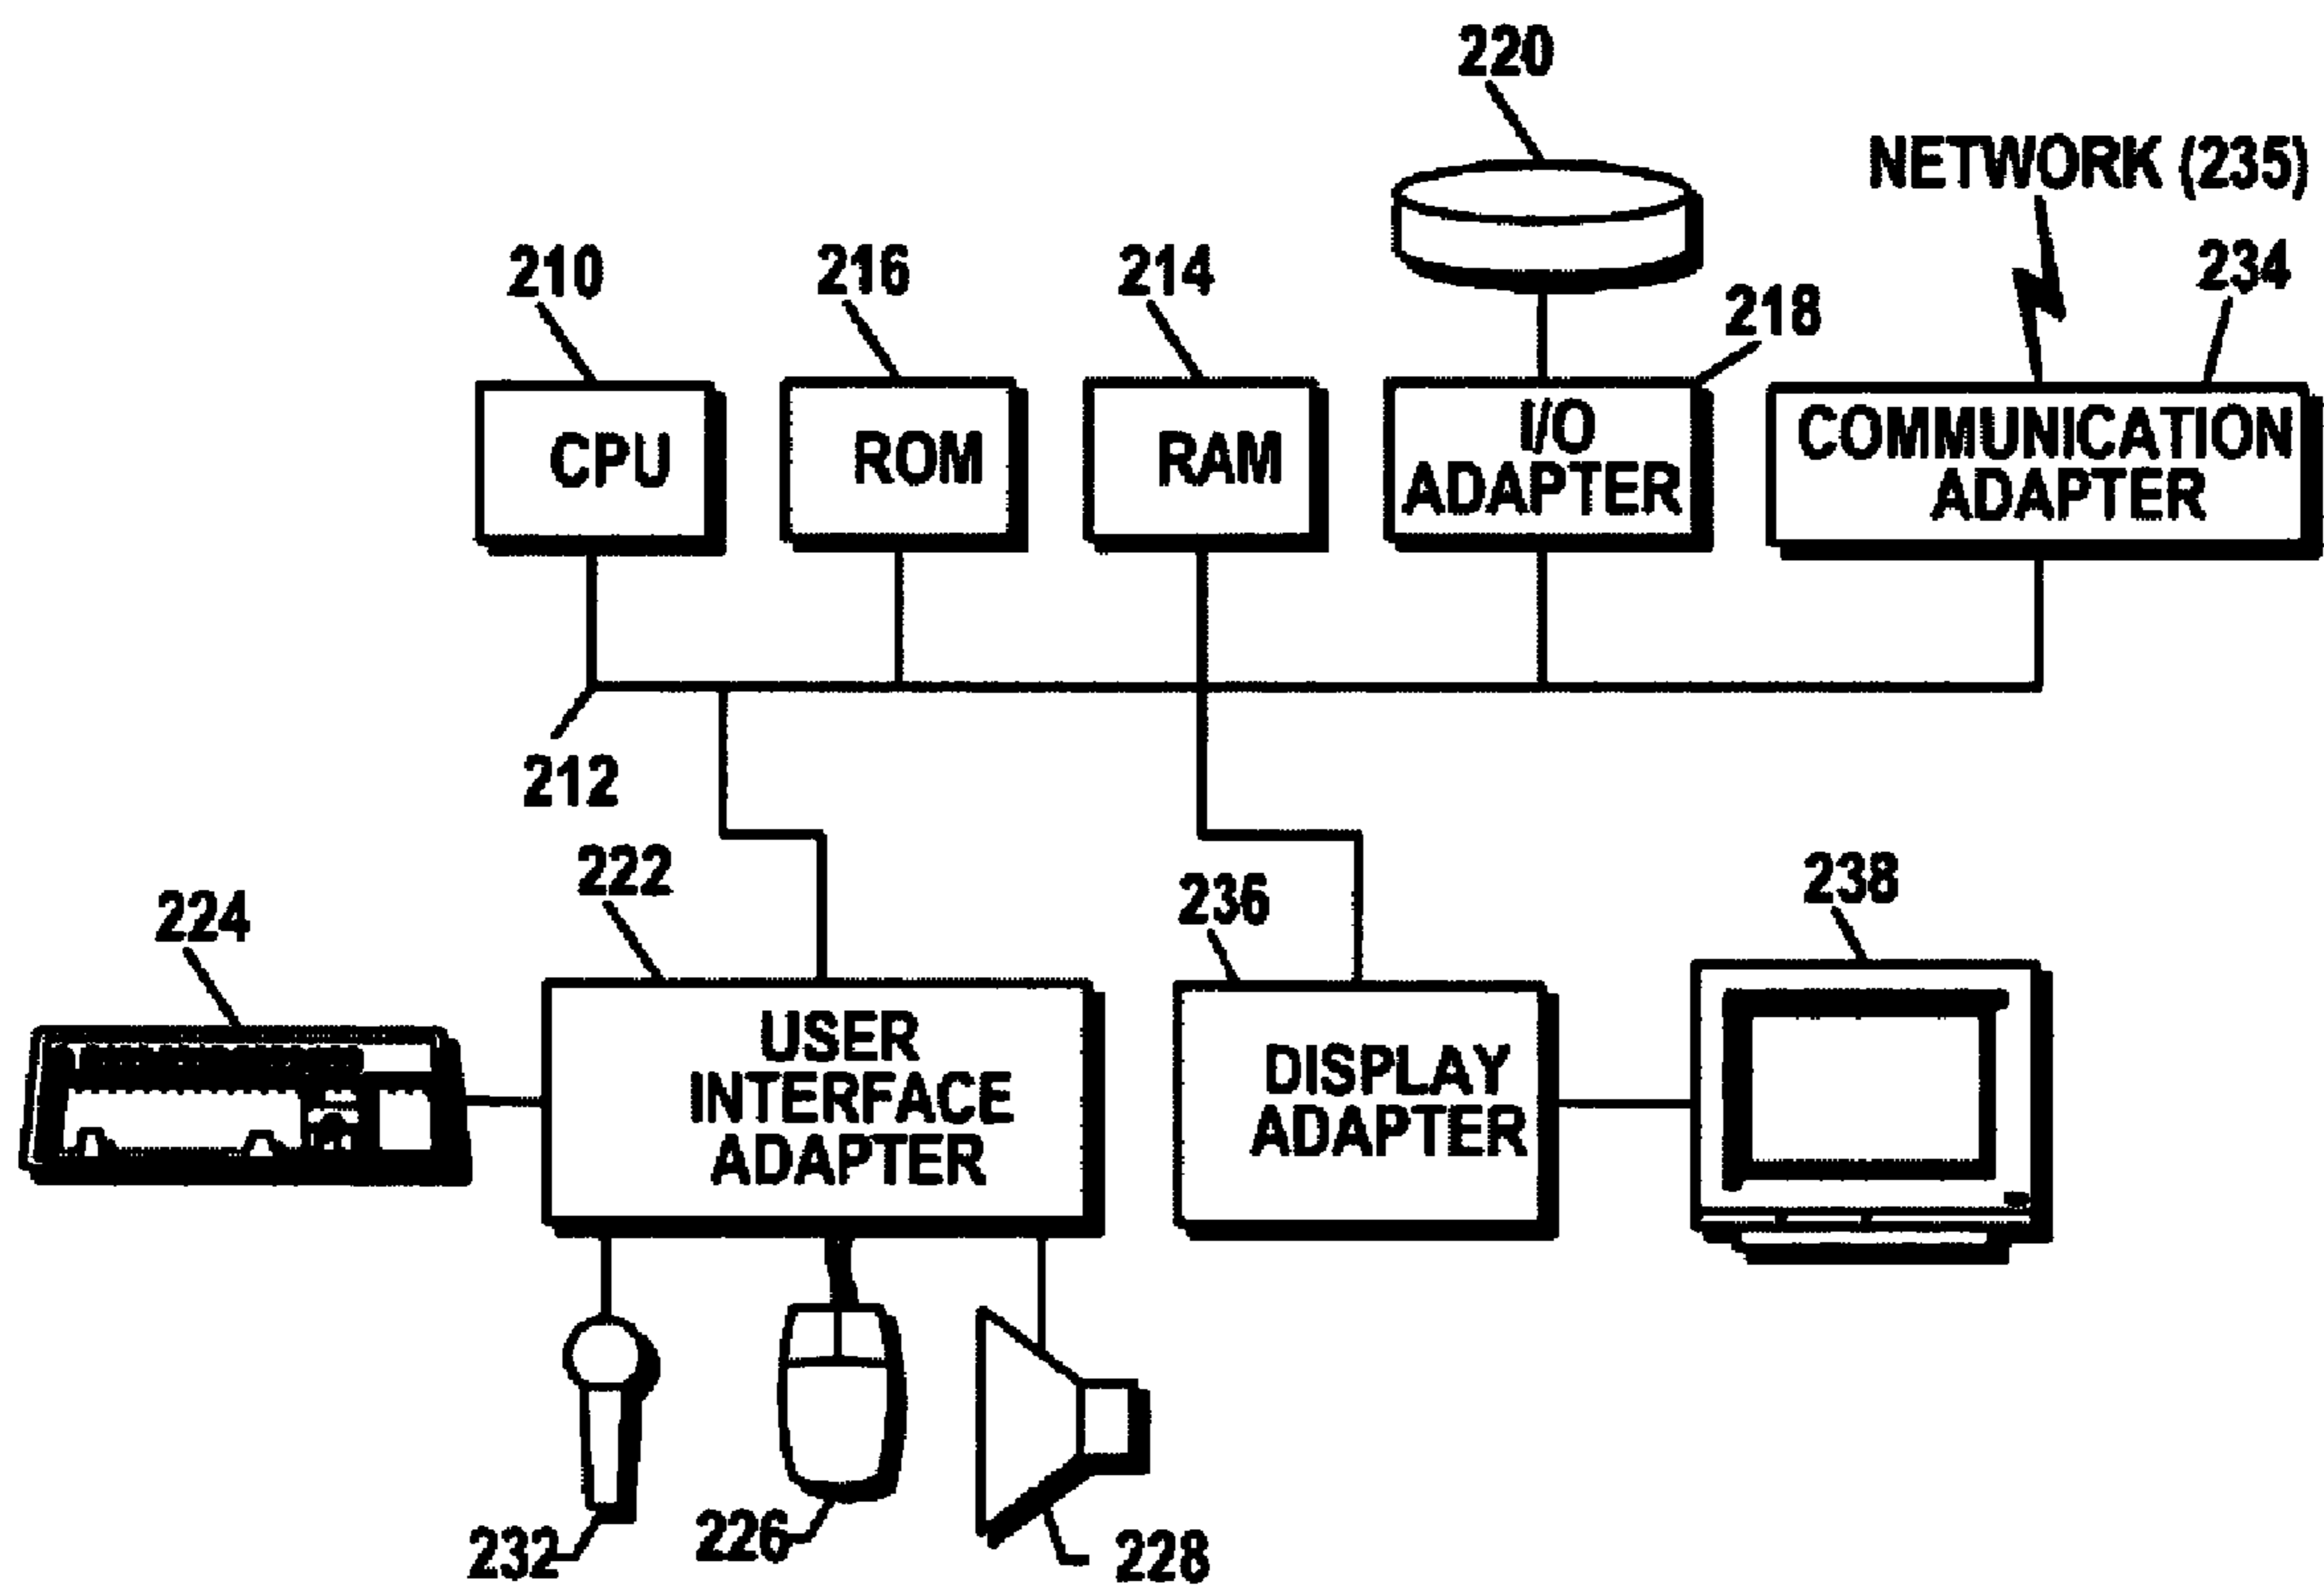 220
NETWORK (235)
210
216
214
234
218
CPU
ROM
RAM
I/O
ADAPTER
COMMUNICATION
ADAPTER
212
222
224
236
238
USER
INTERFACE
ADAPTER
DISPLAY
ADAPTER
232
226
228